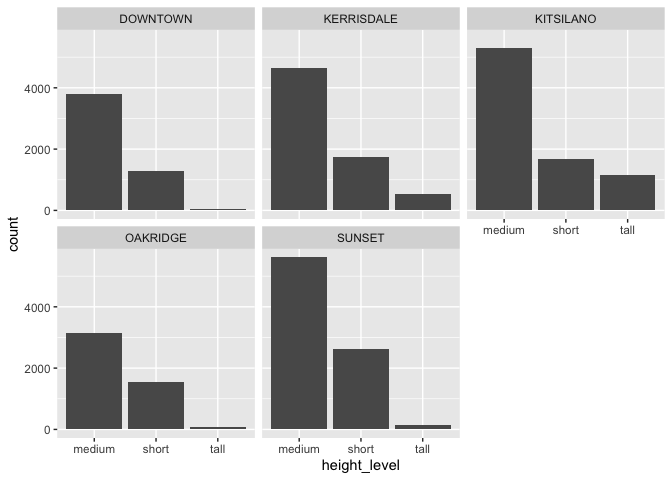 DOWNTOWN
KERRISDALE
KITSILANO
4000
2000
0
medium short tall
OAKRIDGE
SUNSET
4000
2000
0
medium short tall
medium short tall
height_level
count